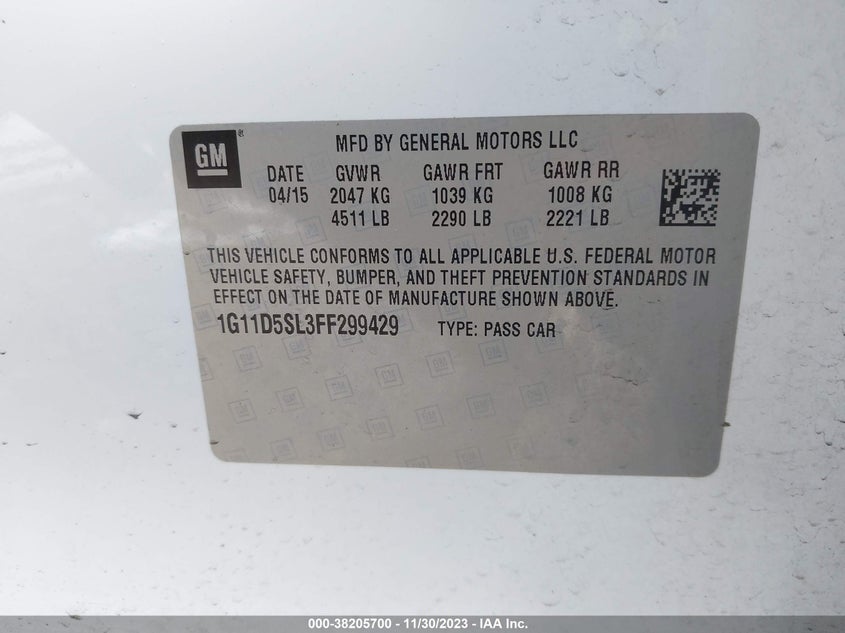 GM
MFD BY GENERAL MOTORS LLC
DATE GVWR GAWR FRT GAWR RR
04/15 2047 KG 1039 KG 1008 KG
4511 LB 2290 LB 2221 LB
THIS VEHICLE CONFORMS TO ALL APPLICABLE U.S. FEDERAL MOTOR
VEHICLE SAFETY, BUMPER, AND THEFT PREVENTION STANDARDS IN
EFFECT ON THE DATE OF MANUFACTURE SHOWN ABOVE.
1G11D5SL3FF299429 TYPE: PASS CAR
000-38205700 - 11/30/2023 - IAA Inc.